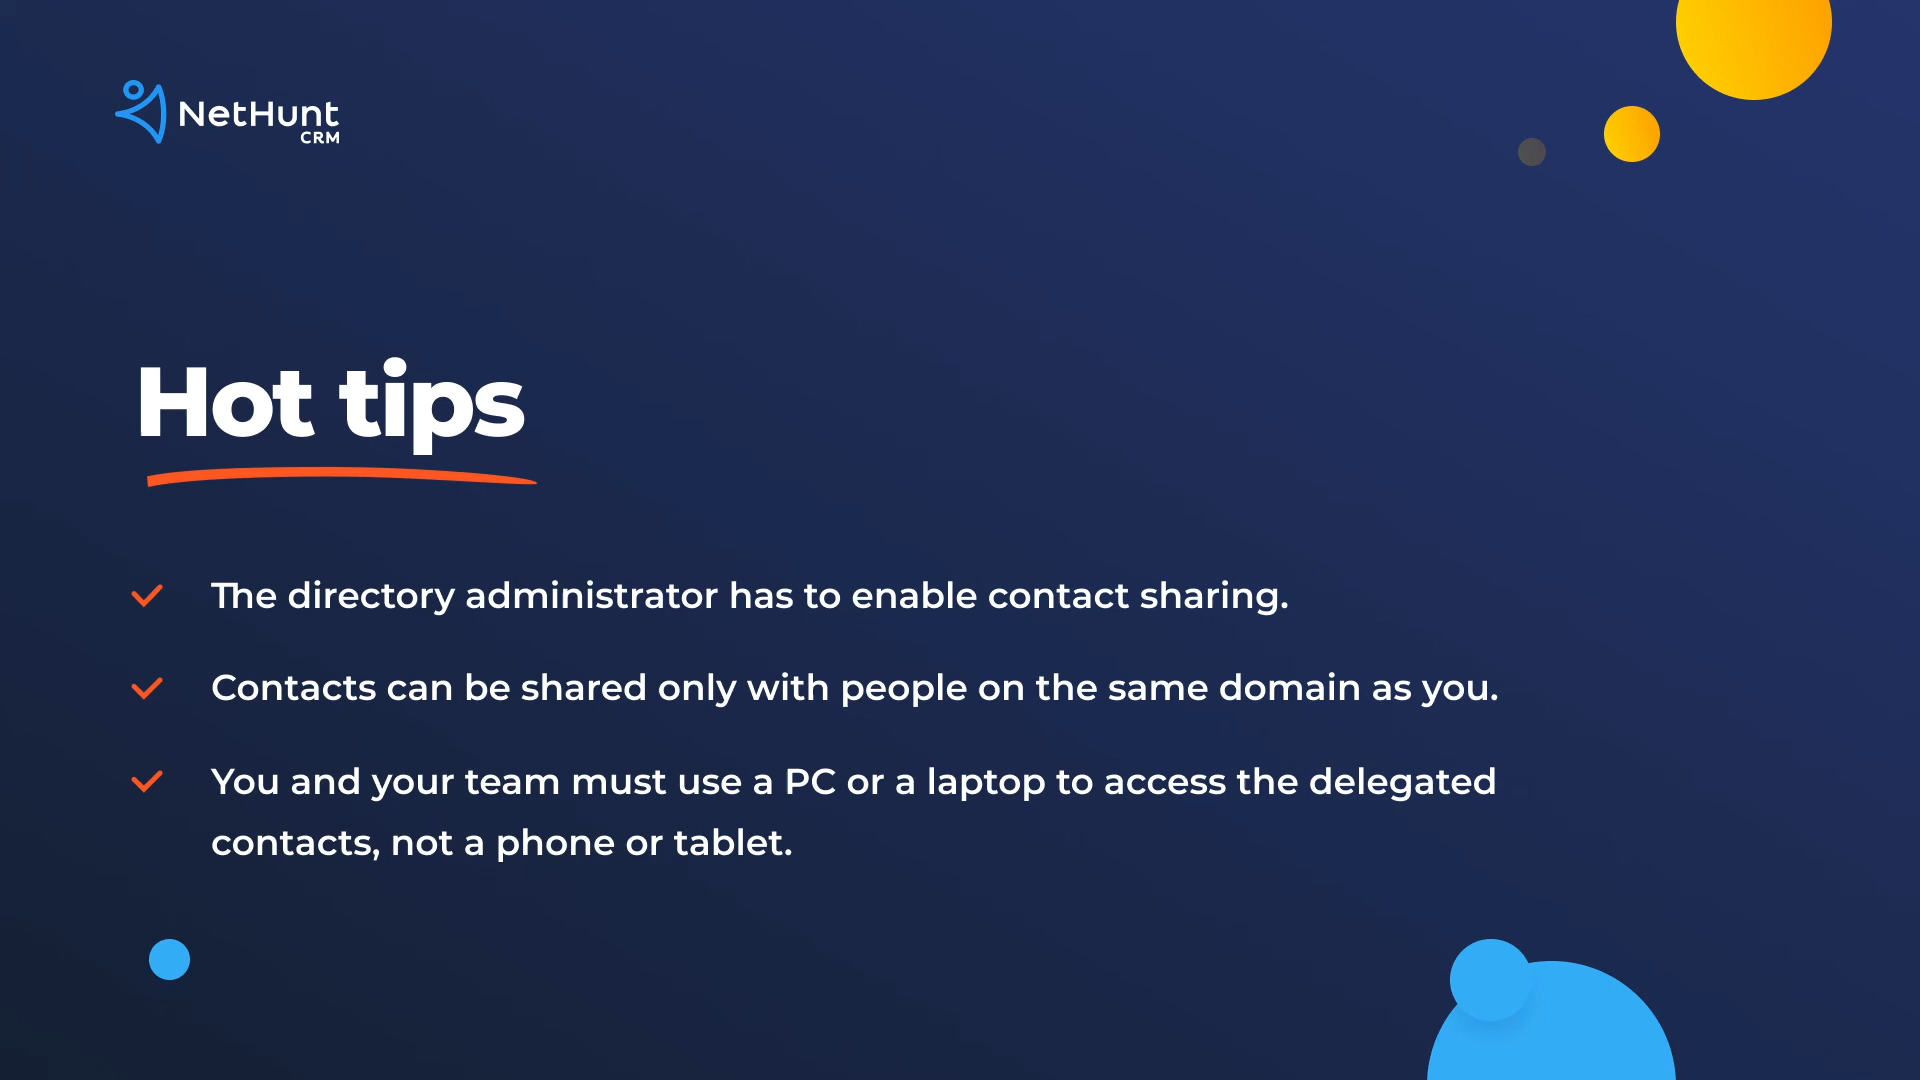 NetHunt
CRM
Hot tips
The directory administrator has to enable contact sharing.
Contacts can be shared only with people on the same domain as you.
You and your team must use a PC or a laptop to access the delegated
contacts, not a phone or tablet.